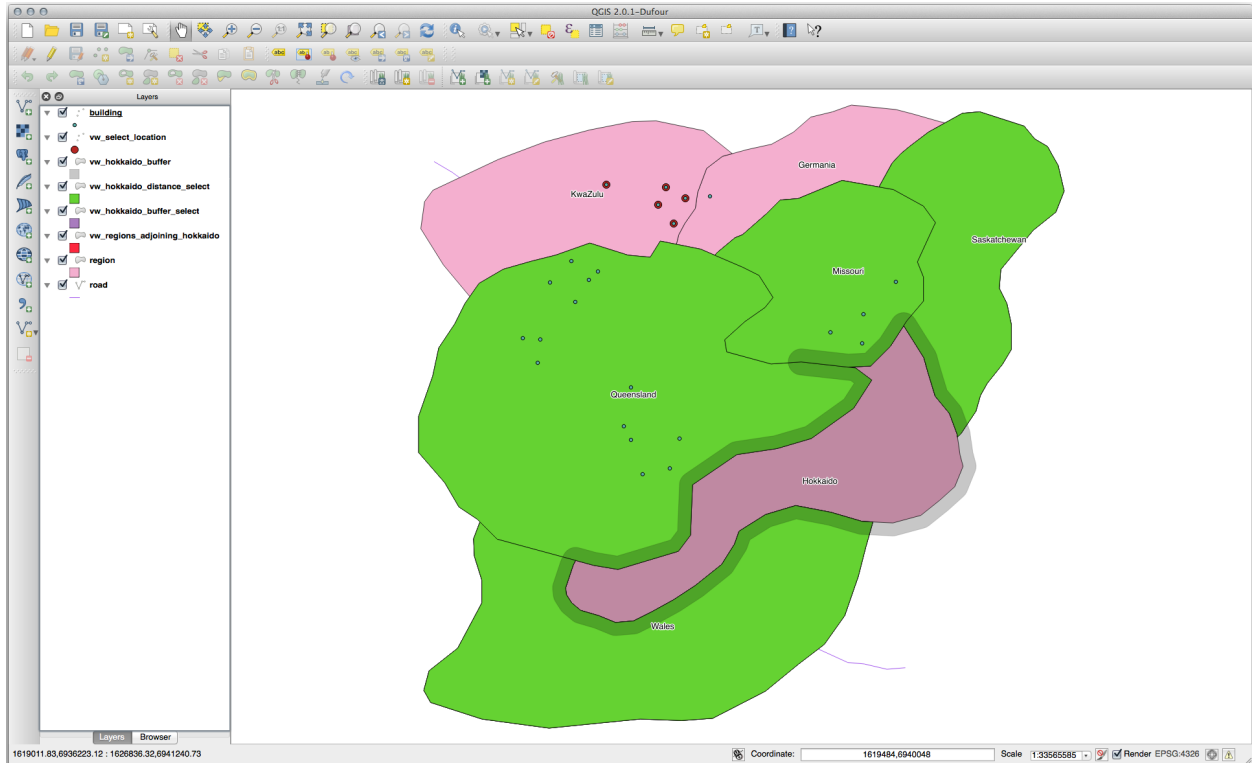 QGIS 2.0.1-Dufour
Layers
building
vw_select_location
vw_hokkaido_buffer
vw_hokkaido_distance_select
vw_hokkaido_buffer_select
vw_regions_adjoining_hokkaido
region
road
Germania
KwaZulu
Saskatchewan
Missouri
Queensland
Hokkaido
Wales
Layers Browser
1619011.83,6936223.12 : 1626836.32,6941240.73
Coordinate: 1619484,6940048 Scale 1:33565585 Render EPSG:4326